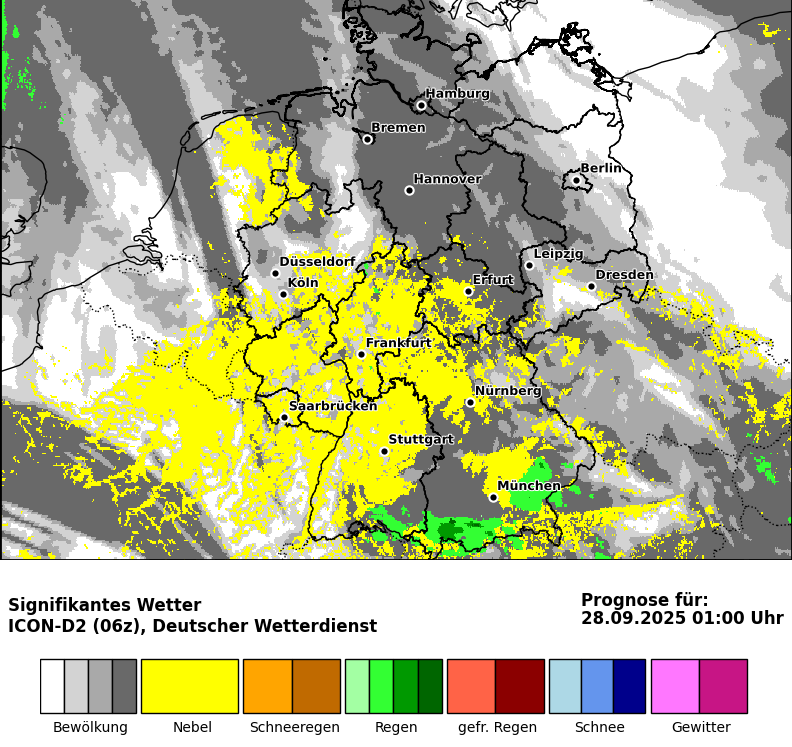 Hamburg
Bremen
Berlin
Hannover
Leipzig
Düsseldorf
Dresden
Köln
Erfurt
Frankfurt
Nürnberg
Saarbrücken
Stuttgart
München
Signifikantes Wetter
ICON-D2 (06z), Deutscher Wetterdienst
Prognose für:
28.09.2025 01:00 Uhr
Bewölkung Nebel Schneeregen Regen gefr. Regen Schnee Gewitter